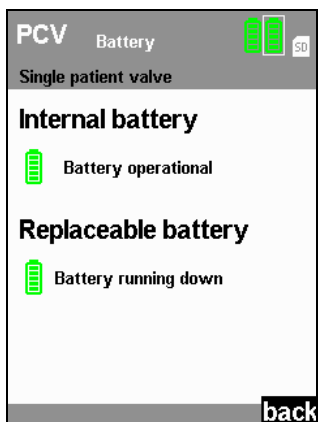 PCV Battery SD
Single patient valve
Internal battery
Battery operational
Replaceable battery
Battery running down
back